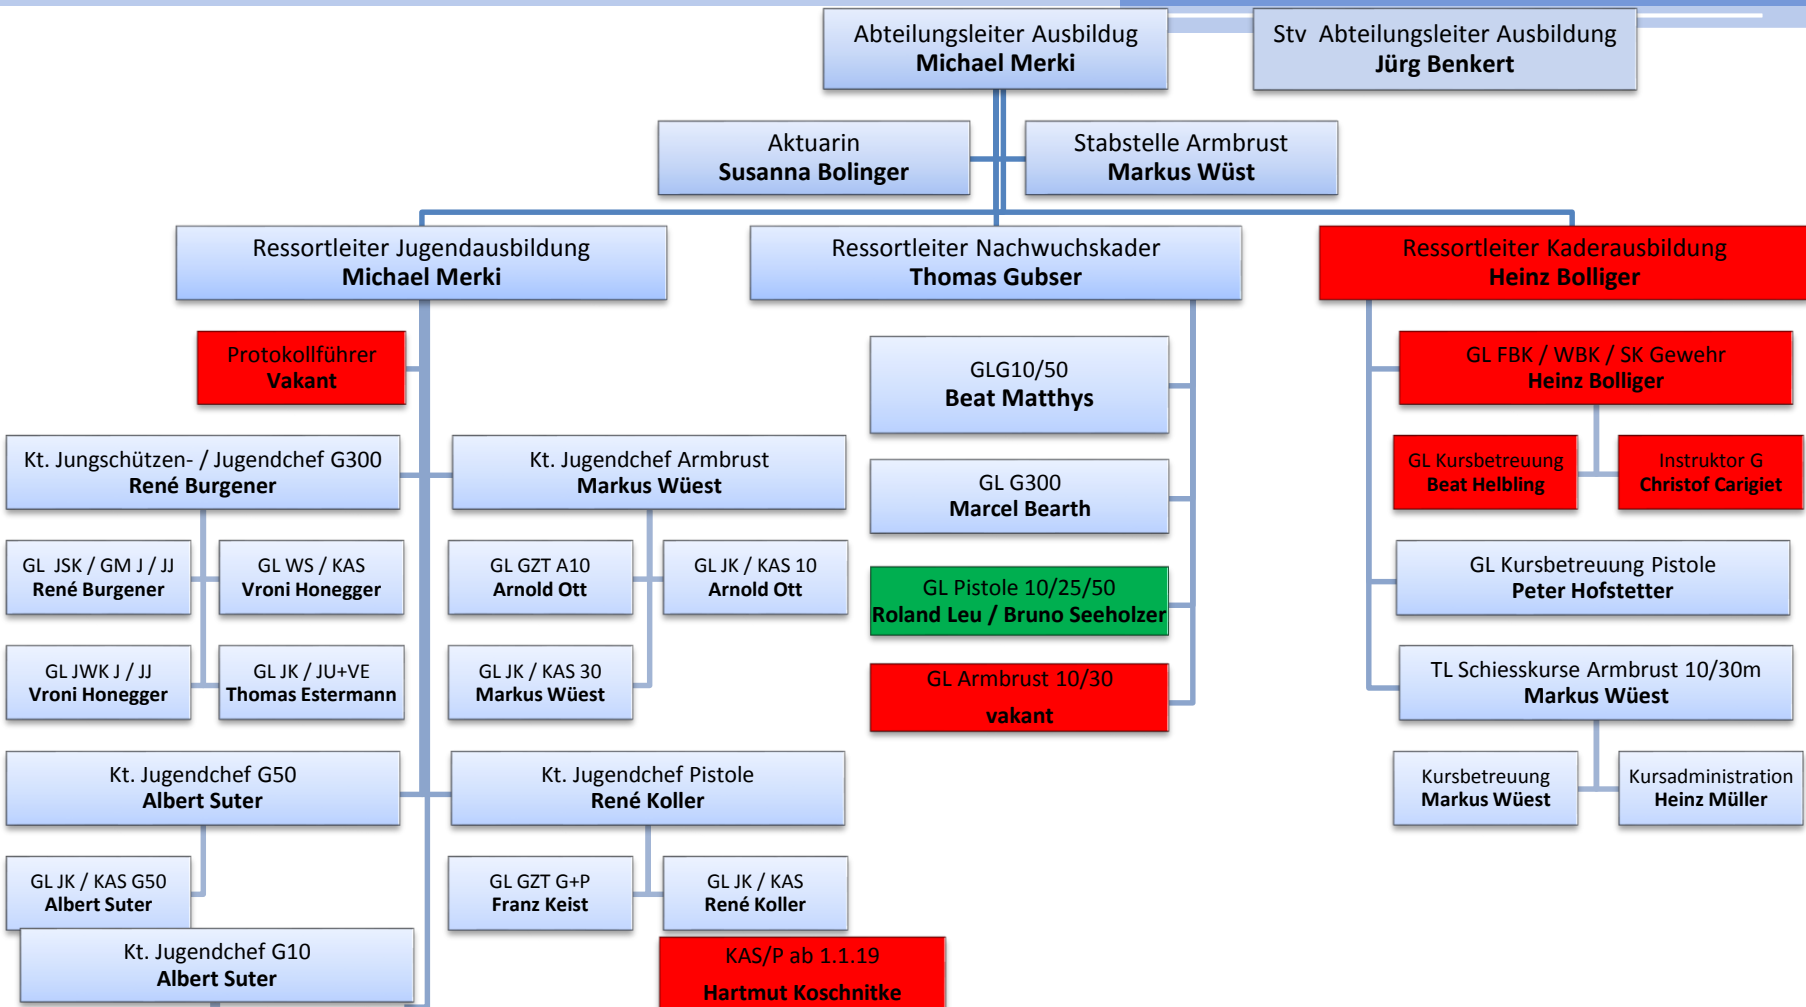 Abteilungsleiter Ausbildug
Michael Merki
Stv  Abteilungsleiter Ausbildung
Jürg Benkert
Aktuarin
Susanna Bolinger
Stabstelle Armbrust
Markus Wüst
Ressortleiter Jugendausbildung
Michael Merki
Ressortleiter Nachwuchskader
Thomas Gubser
Ressortleiter Kaderausbildung
Heinz Bolliger
Protokollführer
Vakant
Kt. Jungschützen- / Jugendchef G300
René Burgener
Kt. Jugendchef Armbrust
Markus Wüest
GL  JSK / GM J / JJ
René Burgener
GL WS / KAS
Vroni Honegger
GL GZT A10
Arnold Ott
GL JK / KAS 10
Arnold Ott
GL JWK J / JJ
Vroni Honegger
GL JK / JU+VE
Thomas Estermann
GL JK / KAS 30
Markus Wüest
Kt. Jugendchef G50
Albert Suter
Kt. Jugendchef Pistole
René Koller
GL JK / KAS G50
Albert Suter
GL GZT G+P
Franz Keist
GL JK / KAS
René Koller
Kt. Jugendchef G10
Albert Suter
KAS/P ab 1.1.19
Hartmut Koschnitke
GLG10/50
Beat Matthys
GL G300
Marcel Bearth
GL Pistole 10/25/50
Roland Leu / Bruno Seeholzer
GL Armbrust 10/30
vakant
GL FBK / WBK / SK Gewehr
Heinz Bolliger
GL Kursbetreuung
Beat Helbling
Instruktor G
Christof Carigiet
GL Kursbetreuung Pistole
Peter Hofstetter
TL Schiesskurse Armbrust 10/30m
Markus Wüest
Kursbetreuung
Markus Wüest
Kursadministration
Heinz Müller